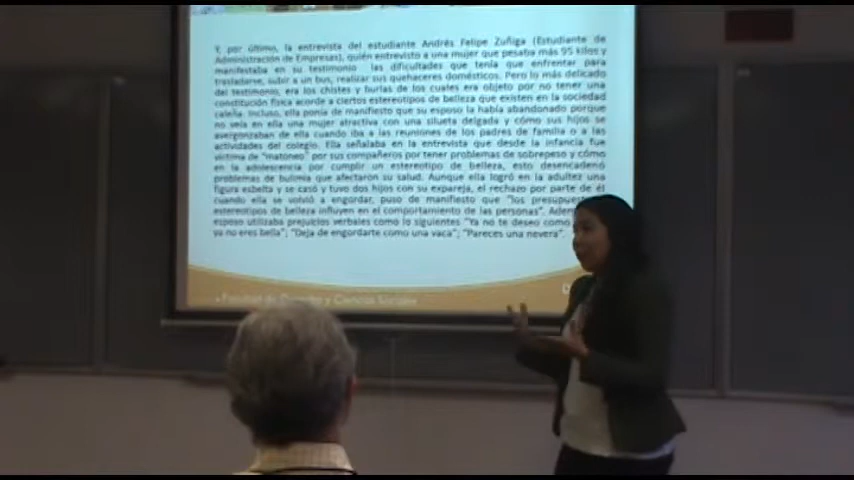 Y, por último, la entrevista del estudiante Andrés Felipe Zuñiga (Estudiante de
Administración de Empresas), quién entrevisto a una mujer que pesaba más 95 kilos y
manifestaba en su testimonio las dificultades que tenía que enfrentar para
trasladarse, subir a un bus, realizar sus quehaceres domésticos. Pero lo más delicado
del testimonio, era los chistes y burlas de los cuales era objeto por no tener una
constitución física acorde a ciertos estereotipos de belleza que existen en la sociedad
caleña. Incluso, ella ponía de manifiesto que su esposo la había abandonado porque
no veía en ella una mujer atractiva con una silueta delgada y cómo sus hijos se
avergonzaban de ella cuando iba a las reuniones de los padres de familia o a las
actividades del colegio. Ella señalaba en la entrevista que desde la infancia fue
víctima de "matoneo" por sus compañeros por tener problemas de sobrepeso y cómo
en la adolescencia por cumplir un estereotipo de belleza, esto desencadenó
problemas de bulimia que afectaron su salud. Aunque ella logró en la adultez una
figura esbelta y se casó y tuvo dos hijos con su expareja, el rechazo por parte de él
cuando ella se volvió a engordar, puso de manifiesto que "los
estereotipos de belleza influyen en el comportamiento de las personas".
esposo utilizaba prejuicios verbales como lo siguientes "Ya no te deseo como
ya no eres bella"; "Deja de engordarte como una vaca"; "Pareces una nevera".
Facultad de Derecho y Ciencias Sociales